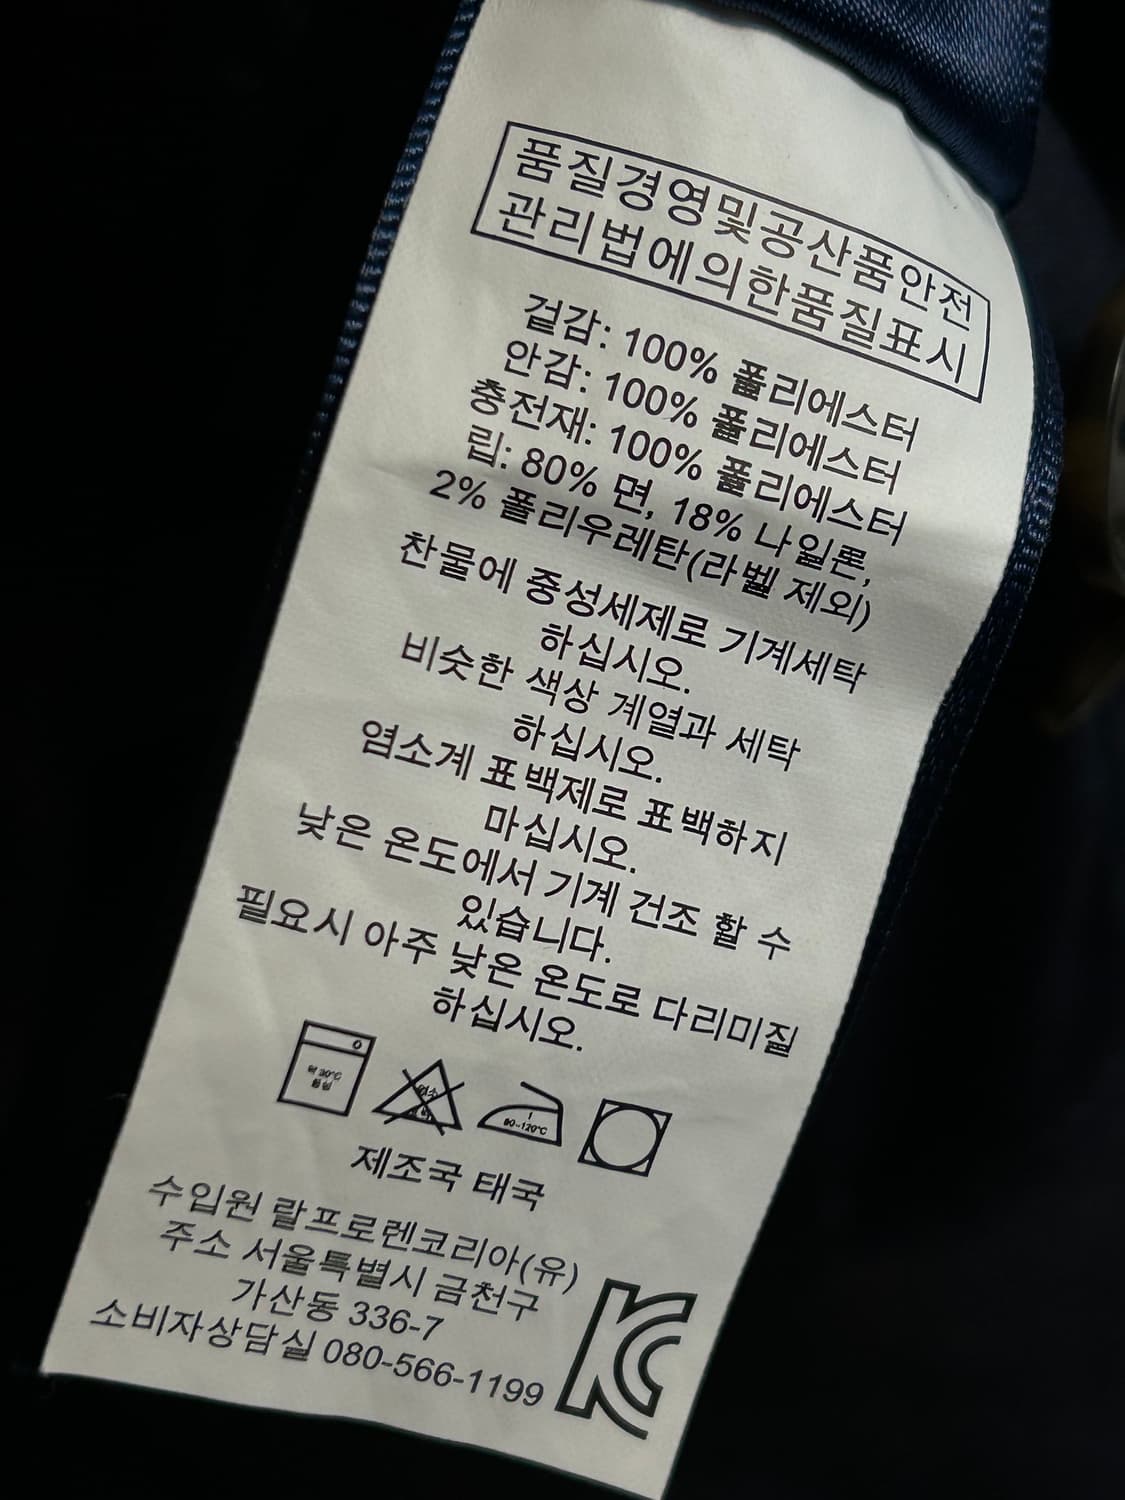 품질경영및공산품안전
관리법에의한품질표시
겉감: 100% 폴리에스터
안감: 100% 폴리에스터
충전재: 100% 폴리에스터
립: 80% 면, 18% 나일론,
2% 폴리우레탄(라벨 제외)
찬물에 중성세제로 기계세탁
하십시오.
비슷한 색상 계열과 세탁
하십시오.
염소계 표백제로 표백하지
마십시오.
낮은 온도에서 기계 건조 할 수
있습니다.
필요시 아주 낮은 온도로 다리미질
하십시오.
약 30°C
중성
염소
80~120°C
제조국 태국
수입원 랄프로렌코리아(유)
주소 서울특별시 금천구
가산동 336-7
소비자상담실 080-566-1199
KC